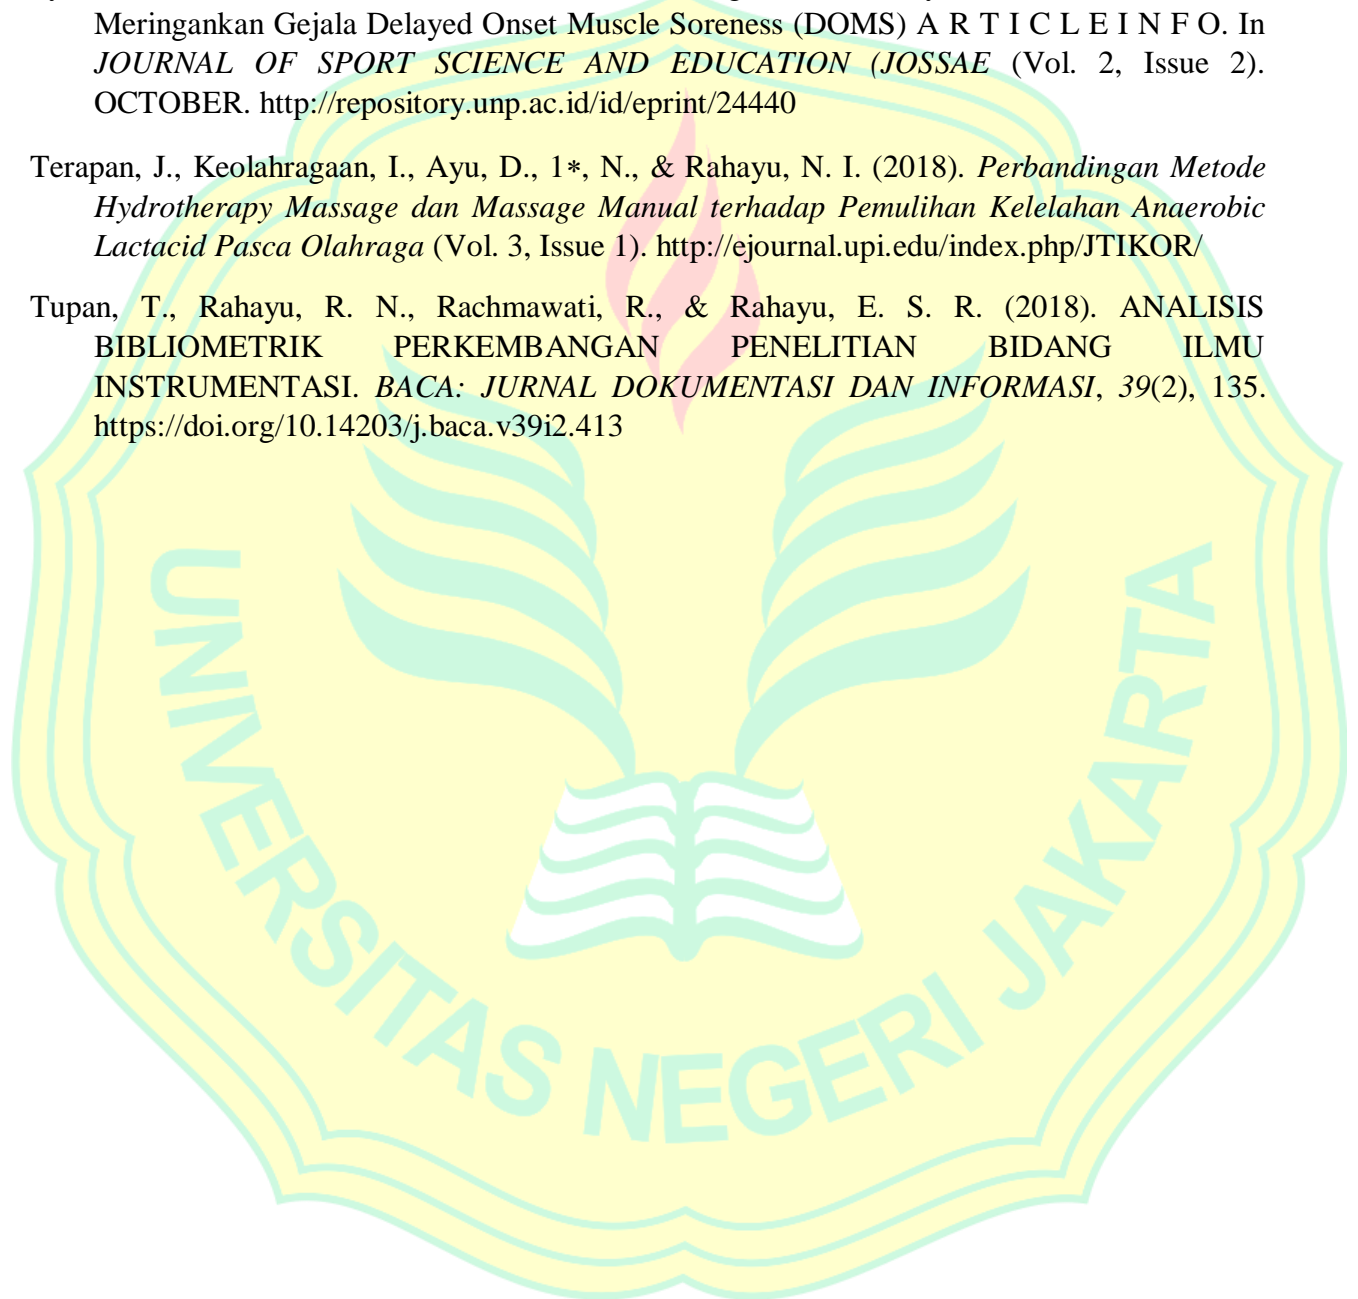 Meringankan Gejala Delayed Onset Muscle Soreness (DOMS) A R T I C L E I N F O. In
JOURNAL OF SPORT SCIENCE AND EDUCATION (JOSSAE (Vol. 2, Issue 2).
OCTOBER. http://repository.unp.ac.id/id/eprint/24440
Terapan, J., Keolahragaan, I., Ayu, D., 1*, N., & Rahayu, N. I. (2018). Perbandingan Metode
Hydrotherapy Massage dan Massage Manual terhadap Pemulihan Kelelahan Anaerobic
Lactacid Pasca Olahraga (Vol. 3, Issue 1). http://ejournal.upi.edu/index.php/JTIKOR/
Tupan, T., Rahayu, R. N., Rachmawati, R., & Rahayu, E. S. R. (2018). ANALISIS
BIBLIOMETRIK PERKEMBANGAN PENELITIAN BIDANG ILMU
INSTRUMENTASI. BACA: JURNAL DOKUMENTASI DAN INFORMASI, 39(2), 135.
https://doi.org/10.14203/j.baca.v39i2.413
UNIVERSITAS NEGERI JAKARTA